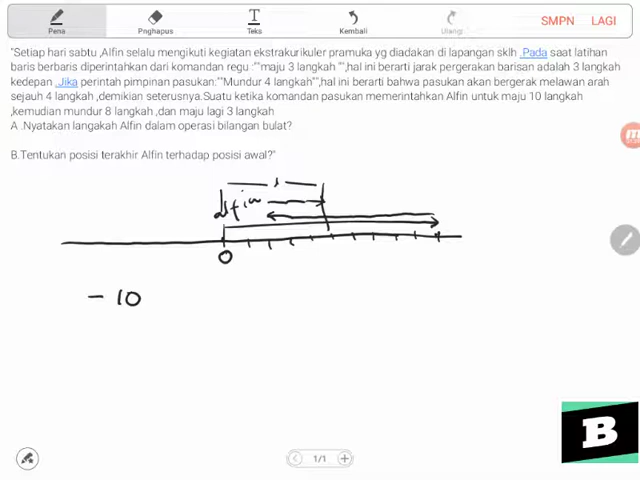 Pena
Penghapus
Teks
Kembali
Ulangi
SMPN
LAGI
"Setiap hari sabtu ,Alfin selalu mengikuti kegiatan ekstrakurikuler pramuka yg diadakan di lapangan sklh .Pada saat latihan
baris berbaris diperintahkan dari komandan regu :""maju 3 langkah "",hal ini berarti jarak pergerakan barisan adalah 3 langkah
kedepan .Jika perintah pimpinan pasukan:""Mundur 4 langkah"",hal ini berarti bahwa pasukan akan bergerak melawan arah
sejauh 4 langkah ,demikian seterusnya.Suatu ketika komandan pasukan memerintahkan Alfin untuk maju 10 langkah
,kemudian mundur 8 langkah ,dan maju lagi 3 langkah
A .Nyatakan langakah Alfin dalam operasi bilangan bulat?
B.Tentukan posisi terakhir Alfin terhadap posisi awal?"
Alfin
0
- 10
1/1
B